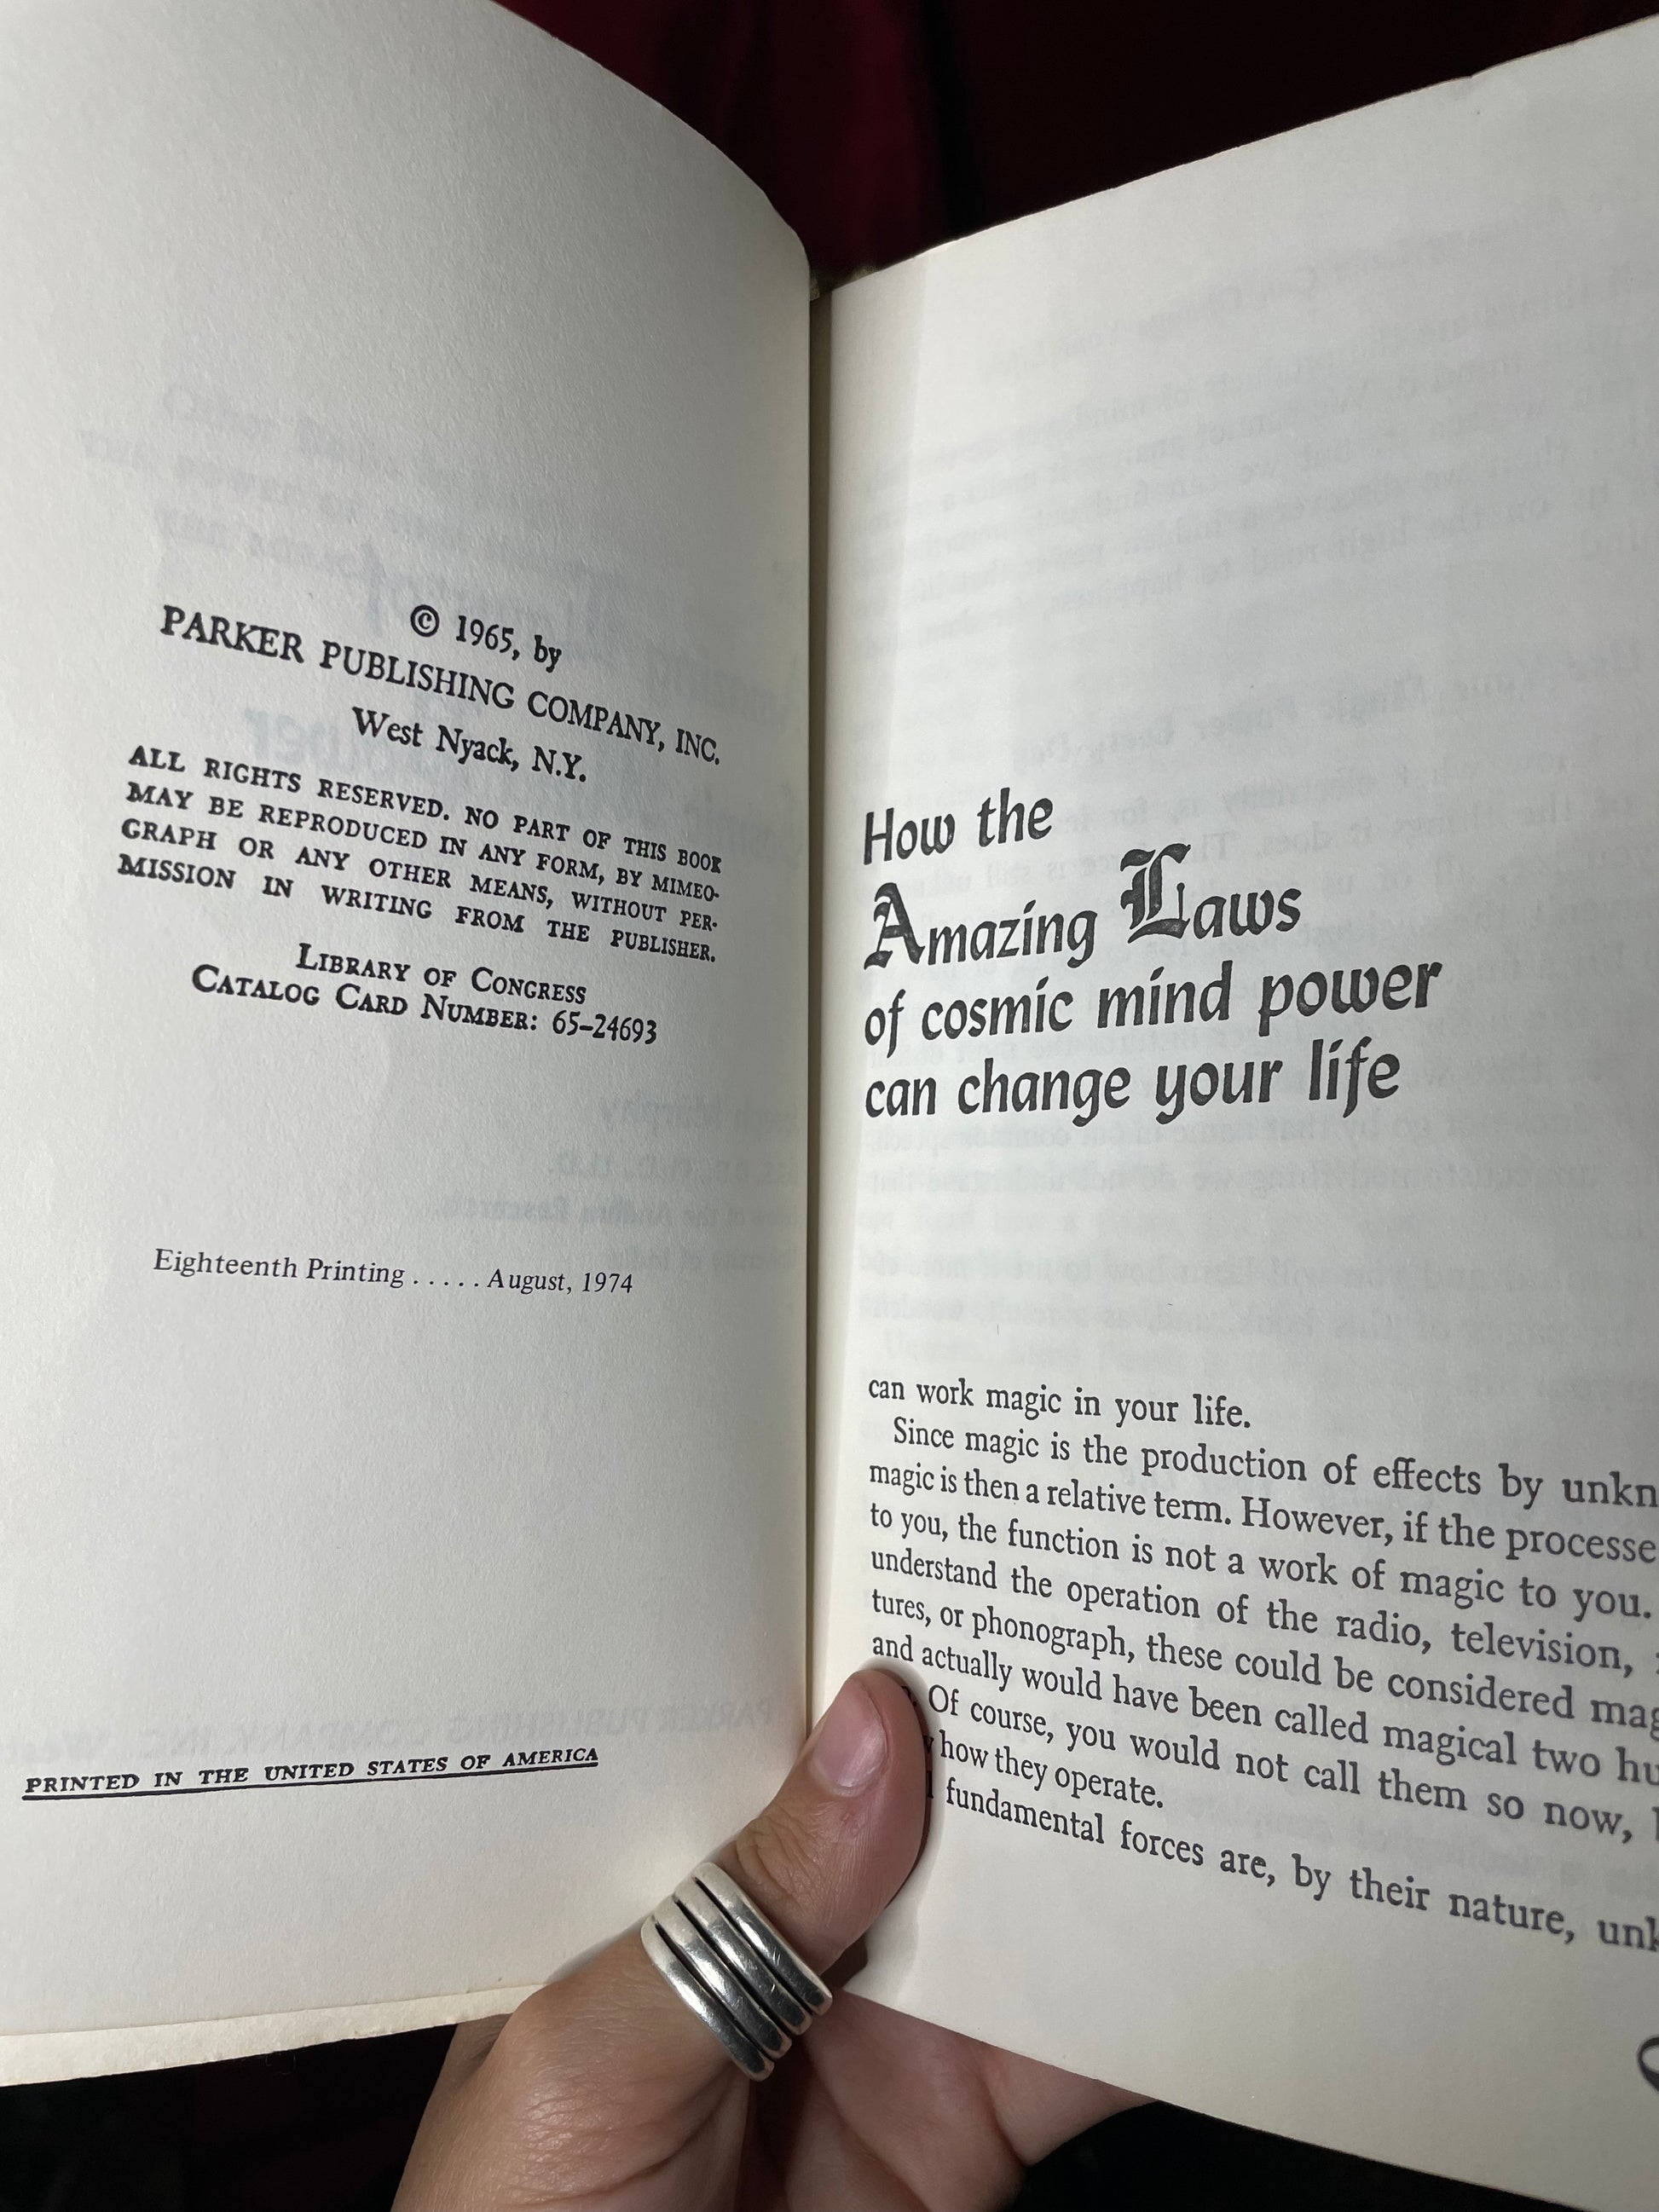 © 1965, by
PARKER PUBLISHING COMPANY, INC.
West Nyack, N.Y.
ALL RIGHTS RESERVED. NO PART OF THIS BOOK
MAY BE REPRODUCED IN ANY FORM, BY MIMEO-
GRAPH OR ANY OTHER MEANS, WITHOUT PER-
MISSION IN WRITING FROM THE PUBLISHER.
LIBRARY OF CONGRESS
CATALOG CARD NUMBER: 65–24693
Eighteenth Printing . . . . . August, 1974
PRINTED IN THE UNITED STATES OF AMERICA
How the
Amazing Laws
of cosmic mind power
can change your life
can work magic in your life.
Since magic is the production of effects by unkn
magic is then a relative term. However, if the processe
to you, the function is not a work of magic to you.
understand the operation of the radio, television,
tures, or phonograph, these could be considered mag
and actually would have been called magical two hu
Of course, you would not call them so now,
how they operate.
fundamental forces are, by their nature, unk